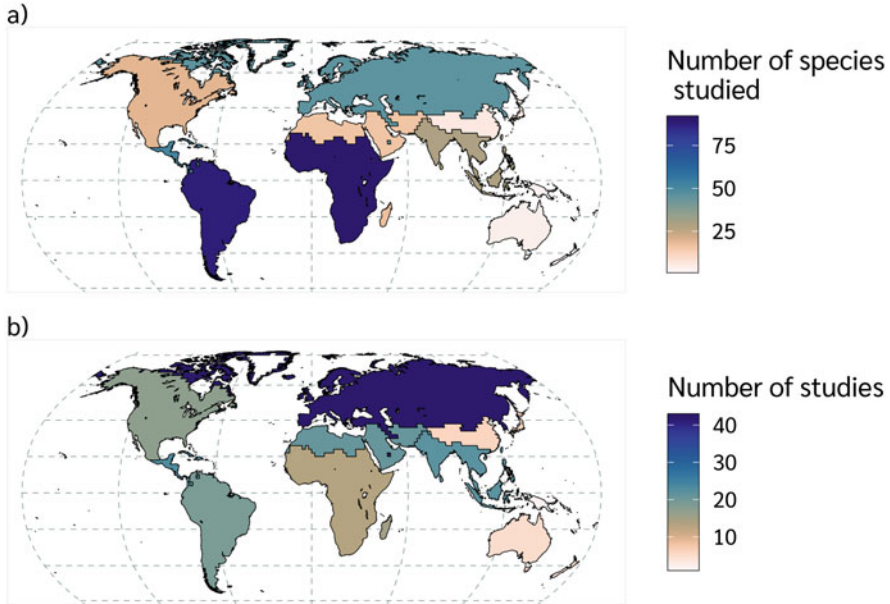 a)
Number of species
studied
75
50
25
b)
Number of studies
40
30
20
10